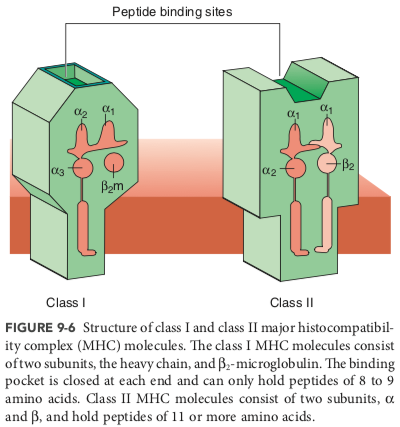 Peptide binding sites
α2 α1
α3
β2m
α1 α1
α2 β2
Class I Class II
FIGURE 9-6 Structure of class I and class II major histocompatibil-
ity complex (MHC) molecules. The class I MHC molecules consist
of two subunits, the heavy chain, and β2-microglobulin. The binding
pocket is closed at each end and can only hold peptides of 8 to 9
amino acids. Class II MHC molecules consist of two subunits, α
and β, and hold peptides of 11 or more amino acids.